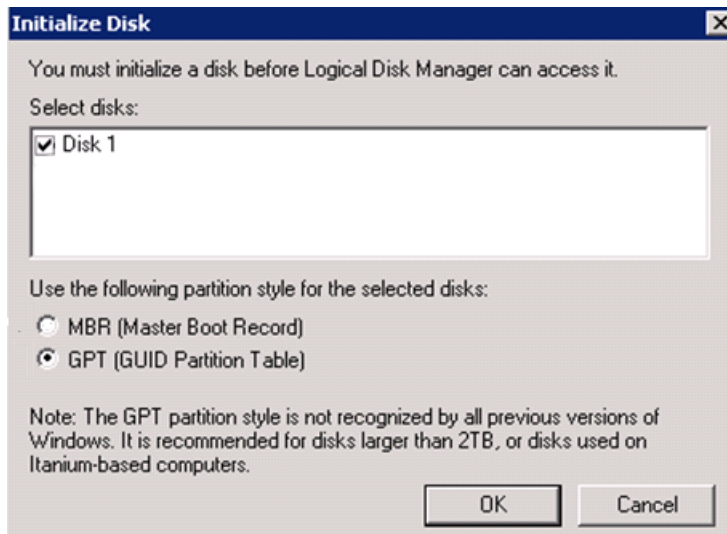 Initialize Disk
You must initialize a disk before Logical Disk Manager can access it.
Select disks:
Disk 1
Use the following partition style for the selected disks:
MBR (Master Boot Record)
GPT (GUID Partition Table)
Note: The GPT partition style is not recognized by all previous versions of
Windows. It is recommended for disks larger than 2TB, or disks used on
Itanium-based computers.
OK Cancel